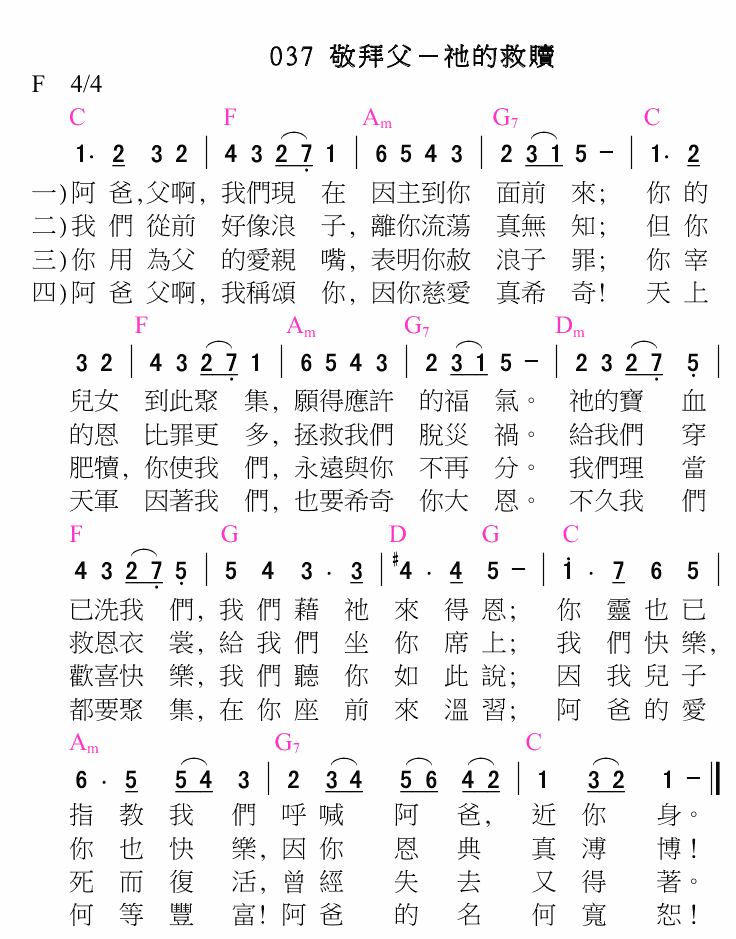 037 敬拜父－祂的救贖
F 4/4
C F Am G7 C
1· 2 3 2 | 4 3 2 7 1 | 6 5 4 3 | 2 3 1 5 － | 1· 2
一)阿 爸,父啊, 我們現 在 因主到你 面前 來; 你 的
二)我 們 從前 好像浪 子, 離你流蕩 真無 知; 但 你
三)你 用 為父 的愛親 嘴, 表明你赦 浪子 罪; 你 宰
四)阿 爸 父啊, 我稱頌 你, 因你慈愛 真希 奇! 天 上
F Am G7 Dm
3 2 | 4 3 2 7 1 | 6 5 4 3 | 2 3 1 5 － | 2 3 2 7 5 |
兒女 到此聚 集, 願得應許 的福 氣。 祂的寶 血
的恩 比罪更 多, 拯救我們 脫災 禍。 給我們 穿
肥犢, 你使我 們, 永遠與你 不再 分。 我們理 當
天軍 因著我 們, 也要希奇 你大 恩。 不久我 們
F G D G C
4 3 2 7 5 | 5 4 3 · 3 | #4 · 4 5 － | 1 · 7 6 5 |
已洗我 們, 我 們 藉 祂 來 得 恩; 你 靈 也 已
救恩衣 裳, 給 我 們 坐 你 席 上; 我 們 快 樂,
歡喜快 樂, 我 們 聽 你 如 此 說; 因 我 兒 子
都要聚 集, 在 你 座 前 來 溫 習; 阿 爸 的 愛
Am G7 C
6 · 5 5 4 3 | 2 3 4 5 6 4 2 | 1 3 2 1 － ‖
指 教 我 們 呼 喊 阿 爸, 近 你 身。
你 也 快 樂, 因 你 恩 典 真 溥 博!
死 而 復 活, 曾 經 失 去 又 得 著。
何 等 豐 富! 阿 爸 的 名 何 寬 恕!